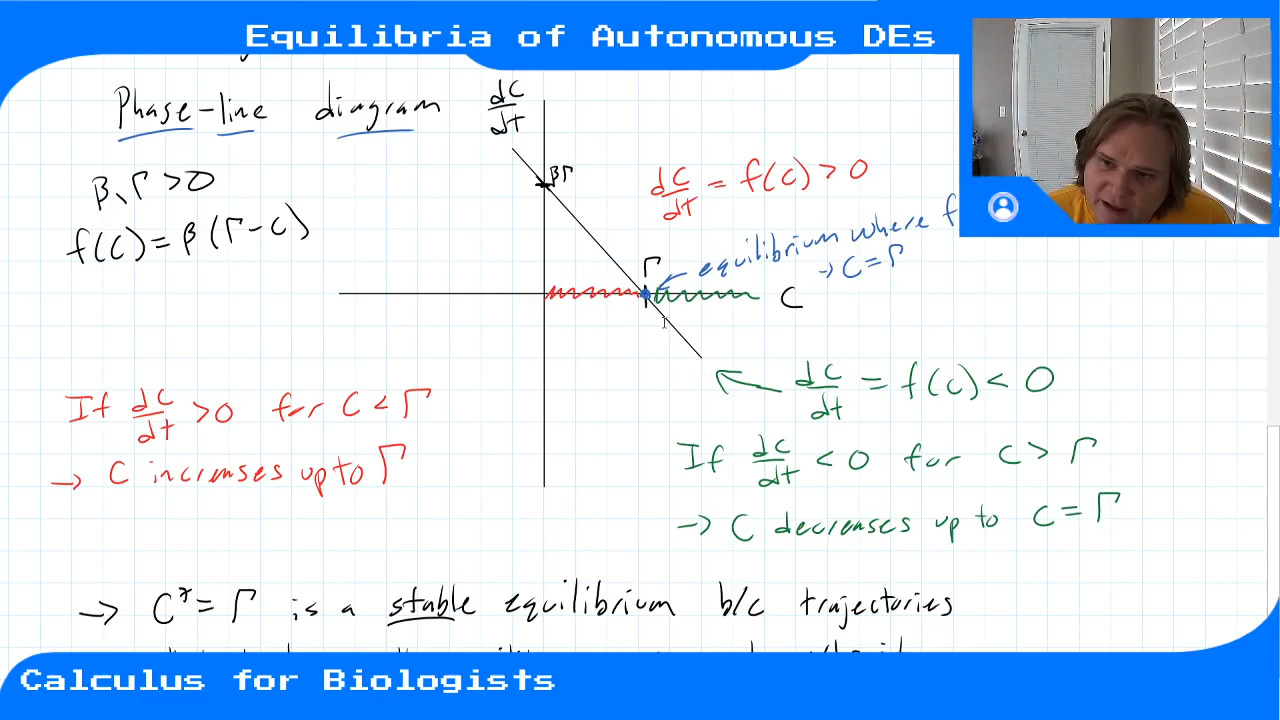 Equilibria of Autonomous DEs
Phase-line diagram
dC/dt
β, Γ > 0
f(C) = β(Γ - C)
βΓ
dC/dt = f(C) > 0
equilibrium where f
→ C = Γ
Γ
C
dC/dt = f(C) < 0
If dC/dt > 0 for C < Γ
→ C increases up to Γ
If dC/dt < 0 for C > Γ
→ C decreases up to C = Γ
→ C* = Γ is a stable equilibrium b/c trajectories
Calculus for Biologists